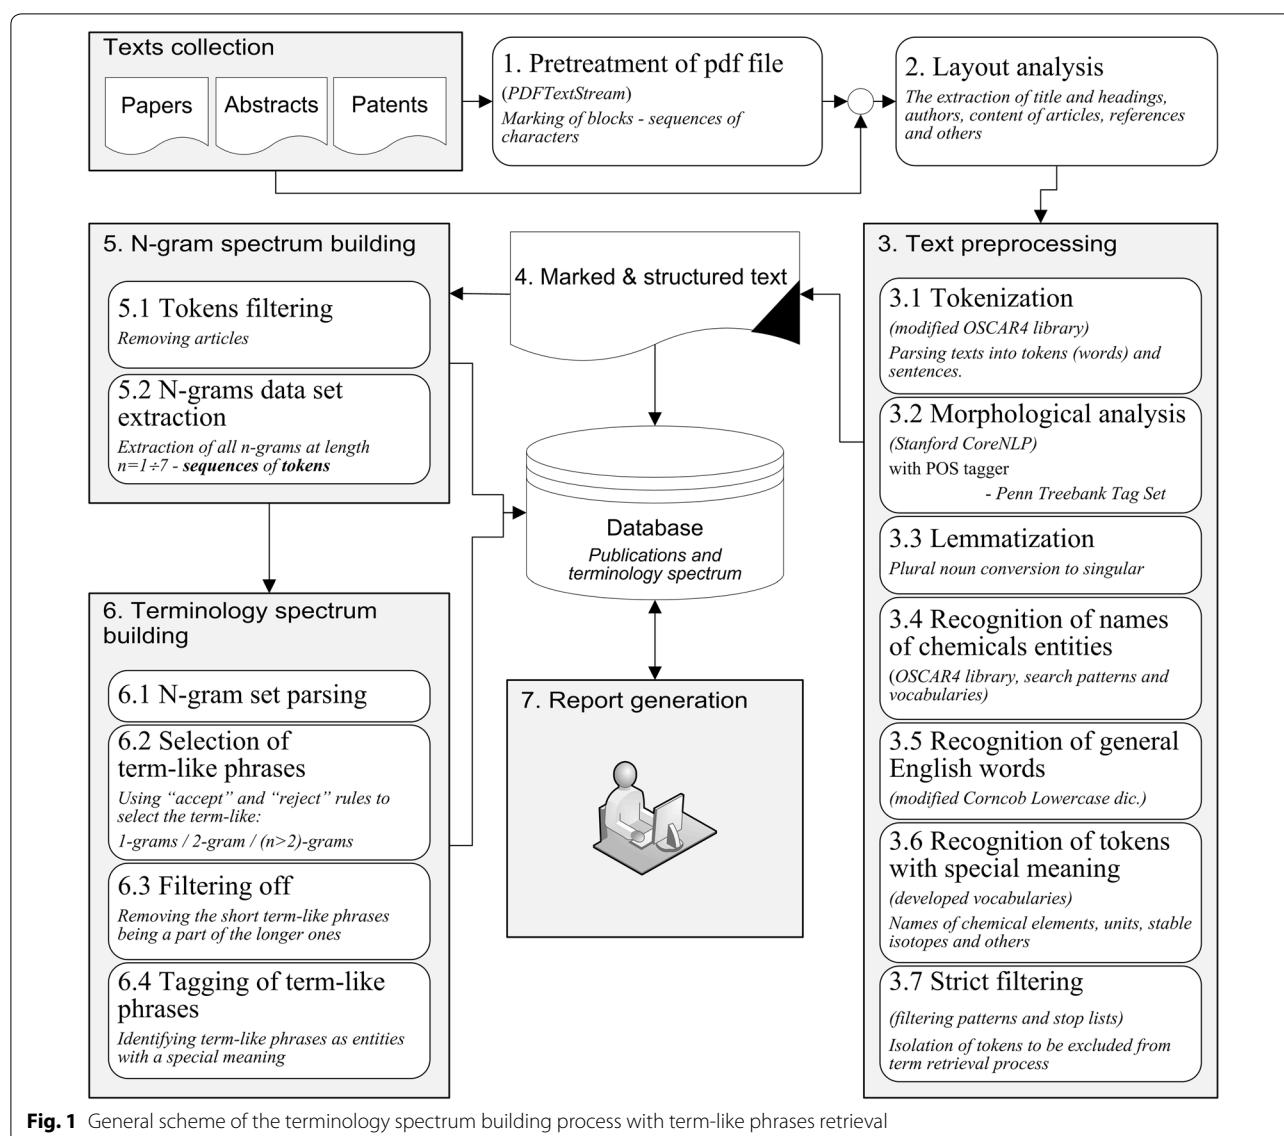 Texts collection
Papers
Abstracts
Patents
1. Pretreatment of pdf file
(PDFTextStream)
Marking of blocks - sequences of
characters
2. Layout analysis
The extraction of title and headings,
authors, content of articles, references
and others
3. Text preprocessing
3.1 Tokenization
(modified OSCAR4 library)
Parsing texts into tokens (words) and
sentences.
3.2 Morphological analysis
(Stanford CoreNLP)
with POS tagger
- Penn Treebank Tag Set
3.3 Lemmatization
Plural noun conversion to singular
3.4 Recognition of names
of chemicals entities
(OSCAR4 library, search patterns and
vocabularies)
3.5 Recognition of general
English words
(modified Corncob Lowercase dic.)
3.6 Recognition of tokens
with special meaning
(developed vocabularies)
Names of chemical elements, units, stable
isotopes and others
3.7 Strict filtering
(filtering patterns and stop lists)
Isolation of tokens to be excluded from
term retrieval process
4. Marked & structured text
5. N-gram spectrum building
5.1 Tokens filtering
Removing articles
5.2 N-grams data set
extraction
Extraction of all n-grams at length
n=1÷7 - sequences of tokens
Database
Publications and
terminology spectrum
6. Terminology spectrum
building
6.1 N-gram set parsing
6.2 Selection of
term-like phrases
Using “accept” and “reject” rules to
select the term-like:
1-grams / 2-gram / (n>2)-grams
6.3 Filtering off
Removing the short term-like phrases
being a part of the longer ones
6.4 Tagging of term-like
phrases
Identifying term-like phrases as entities
with a special meaning
7. Report generation
Fig. 1 General scheme of the terminology spectrum building process with term-like phrases retrieval